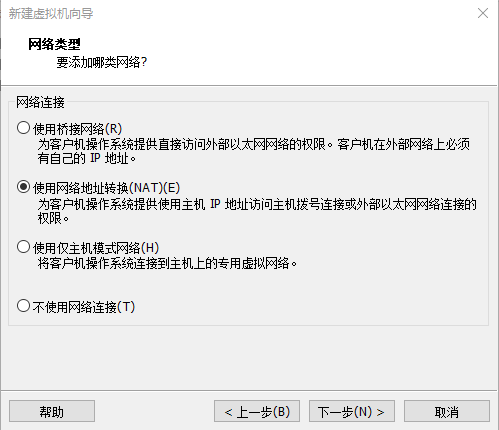 新建虚拟机向导
网络类型
要添加哪类网络?
网络连接
使用桥接网络(R)
为客户机操作系统提供直接访问外部以太网网络的权限。客户机在外部网络上必须
有自己的 IP 地址。
使用网络地址转换(NAT)(E)
为客户机操作系统提供使用主机 IP 地址访问主机拨号连接或外部以太网网络连接的
权限。
使用仅主机模式网络(H)
将客户机操作系统连接到主机上的专用虚拟网络。
不使用网络连接(T)
帮助
< 上一步(B)
下一步(N) >
取消